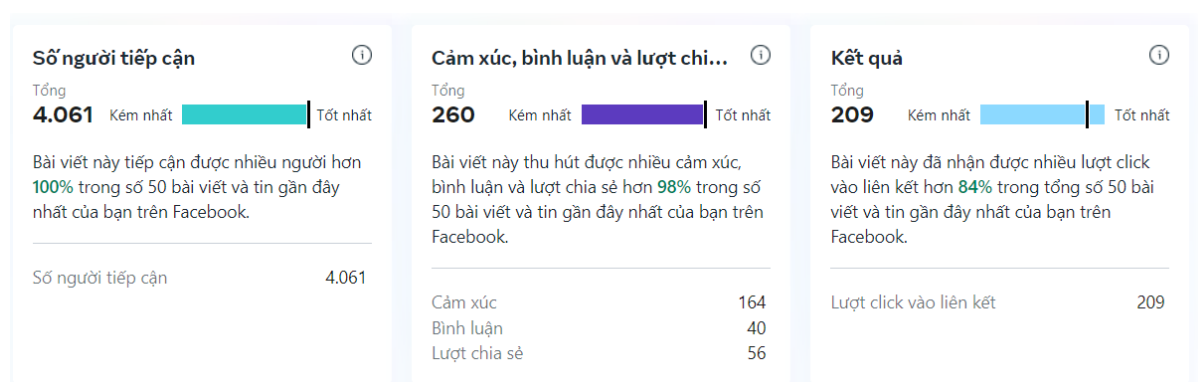 Số người tiếp cận
Tổng
4.061 Kém nhất Tốt nhất
Bài viết này tiếp cận được nhiều người hơn
100% trong số 50 bài viết và tin gần đây
nhất của bạn trên Facebook.
Số người tiếp cận 4.061
Cảm xúc, bình luận và lượt chi...
Tổng
260 Kém nhất Tốt nhất
Bài viết này thu hút được nhiều cảm xúc,
bình luận và lượt chia sẻ hơn 98% trong số
50 bài viết và tin gần đây nhất của bạn trên
Facebook.
Cảm xúc 164
Bình luận 40
Lượt chia sẻ 56
Kết quả
Tổng
209 Kém nhất Tốt nhất
Bài viết này đã nhận được nhiều lượt click
vào liên kết hơn 84% trong tổng số 50 bài
viết và tin gần đây nhất của bạn trên
Facebook.
Lượt click vào liên kết 209